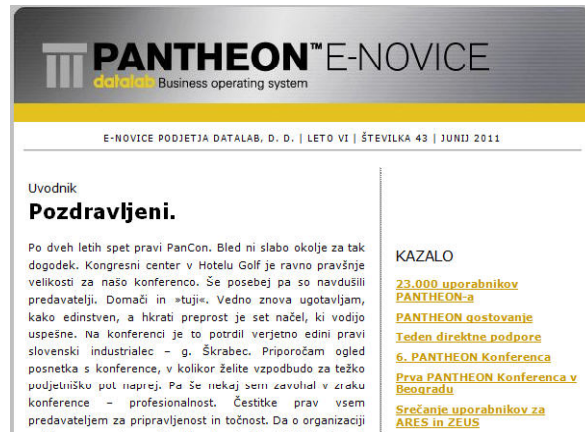 PANTHEON™ E-NOVICE
datalab Business operating system
E-NOVICE PODJETJA DATALAB, D. D. | LETO VI | ŠTEVILKA 43 | JUNIJ 2011
Uvodnik
Pozdravljeni.
Po dveh letih spet pravi PanCon. Bled ni slabo okolje za tak
dogodek. Kongresni center v Hotelu Golf je ravno pravšnje
velikosti za našo konferenco. Še posebej pa so navdušili
predavatelji. Domači in »tuji«. Vedno znova ugotavljam,
kako edinstven, a hkrati preprost je set načel, ki vodijo
uspešne. Na konferenci je to potrdil verjetno edini pravi
slovenski industrialec – g. Škrabec. Priporočam ogled
posnetka s konference, v kolikor želite vzpodbudo za težko
podjetniško pot naprej. Pa še nekaj sem zavohal v zraku
konference – profesionalnost. Čestitke prav vsem
predavateljem za pripravljenost in točnost. Da o organizaciji
KAZALO
23.000 uporabnikov
PANTHEON-a
PANTHEON gostovanje
Teden direktne podpore
6. PANTHEON Konferenca
Prva PANTHEON Konferenca v
Beogradu
Srečanje uporabnikov za
ARES in ZEUS